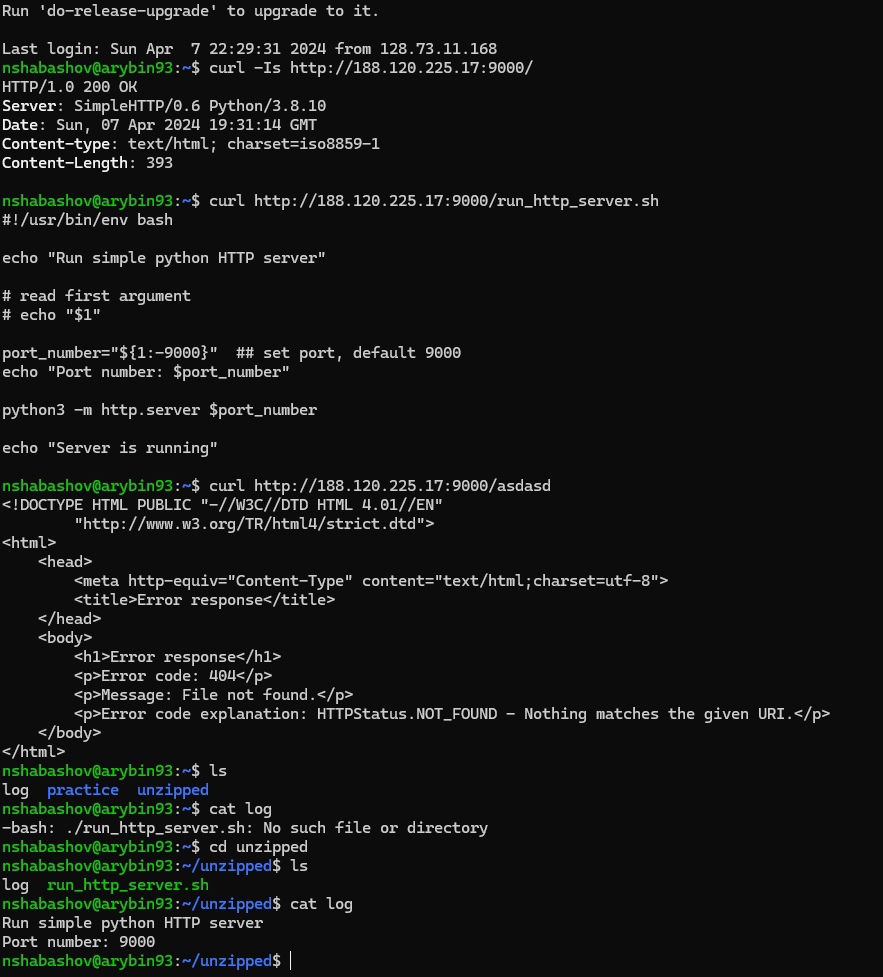 Run 'do-release-upgrade' to upgrade to it.

Last login: Sun Apr  7 22:29:31 2024 from 128.73.11.168
nshabashov@arybin93:~$ curl -Is http://188.120.225.17:9000/
HTTP/1.0 200 OK
Server: SimpleHTTP/0.6 Python/3.8.10
Date: Sun, 07 Apr 2024 19:31:14 GMT
Content-type: text/html; charset=iso8859-1
Content-Length: 393

nshabashov@arybin93:~$ curl http://188.120.225.17:9000/run_http_server.sh
#!/usr/bin/env bash

echo "Run simple python HTTP server"

# read first argument
# echo "$1"

port_number="${1:-9000}"  ## set port, default 9000
echo "Port number: $port_number"

python3 -m http.server $port_number

echo "Server is running"

nshabashov@arybin93:~$ curl http://188.120.225.17:9000/asdasd
<!DOCTYPE HTML PUBLIC "-//W3C//DTD HTML 4.01//EN"
        "http://www.w3.org/TR/html4/strict.dtd">
<html>
    <head>
        <meta http-equiv="Content-Type" content="text/html;charset=utf-8">
        <title>Error response</title>
    </head>
    <body>
        <h1>Error response</h1>
        <p>Error code: 404</p>
        <p>Message: File not found.</p>
        <p>Error code explanation: HTTPStatus.NOT_FOUND - Nothing matches the given URI.</p>
    </body>
</html>
nshabashov@arybin93:~$ ls
log  practice  unzipped
nshabashov@arybin93:~$ cat log
-bash: ./run_http_server.sh: No such file or directory
nshabashov@arybin93:~$ cd unzipped
nshabashov@arybin93:~/unzipped$ ls
log  run_http_server.sh
nshabashov@arybin93:~/unzipped$ cat log
Run simple python HTTP server
Port number: 9000
nshabashov@arybin93:~/unzipped$